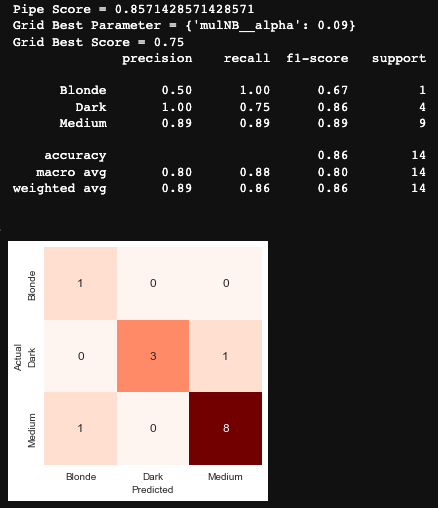 Pipe Score = 0.8571428571428571
Grid Best Parameter = {'mulNB__alpha': 0.09}
Grid Best Score = 0.75
precision recall f1-score support
Blonde 0.50 1.00 0.67 1
Dark 1.00 0.75 0.86 4
Medium 0.89 0.89 0.89 9
accuracy 0.86 14
macro avg 0.80 0.88 0.80 14
weighted avg 0.89 0.86 0.86 14
Blonde 1 0 0
Actual
Dark 0 3 1
Medium 1 0 8
Blonde Dark Medium
Predicted